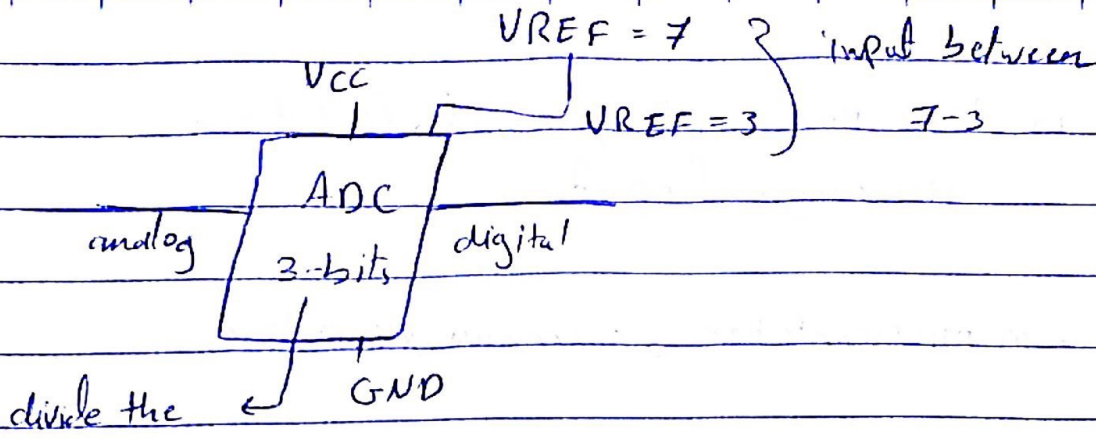 VREF = 7
input between
VCC
VREF = 3
7-3
ADC
analog
digital
3-bits
GND
divide the